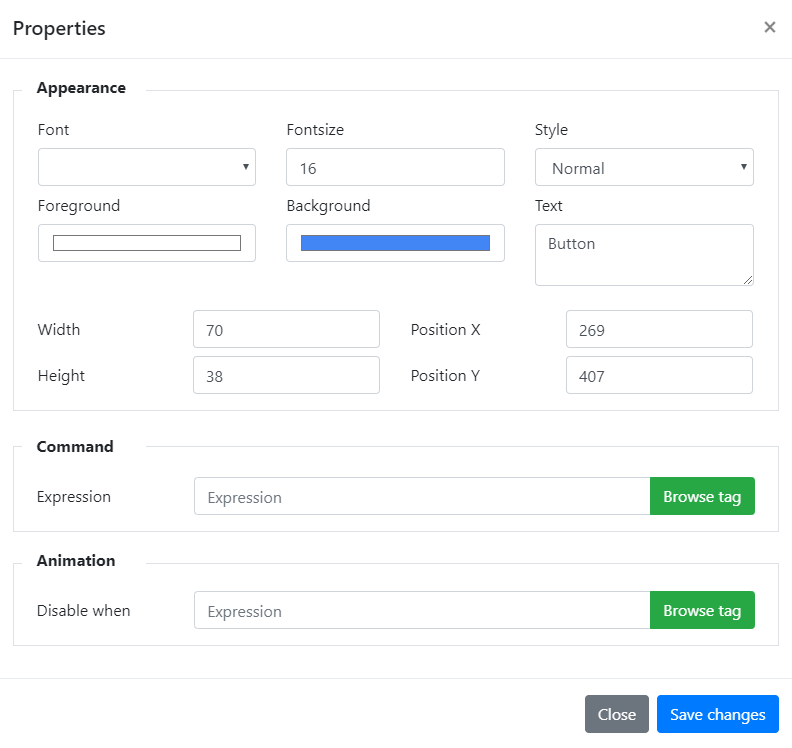 Properties
×
Appearance
Font Fontsize Style
16 Normal
Foreground Background Text
Button
Width 70 Position X 269
Height 38 Position Y 407
Command
Expression Expression Browse tag
Animation
Disable when Expression Browse tag
Close Save changes